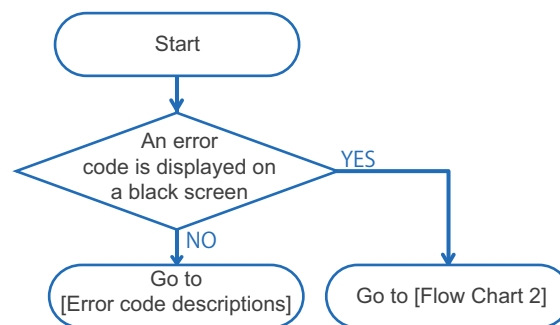 Start
An error
code is displayed on
a black screen
YES
NO
Go to
[Error code descriptions]
Go to [Flow Chart 2]